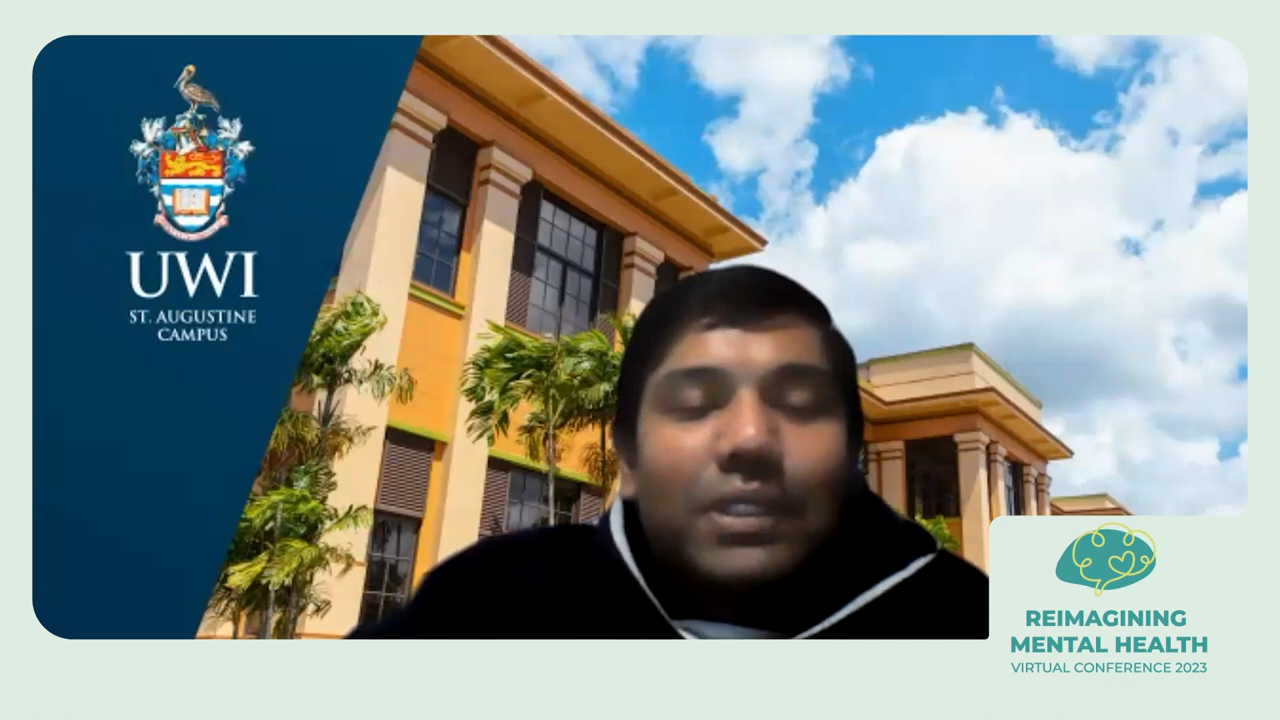 UWI
ST. AUGUSTINE
CAMPUS
REIMAGINING
MENTAL HEALTH
VIRTUAL CONFERENCE 2023